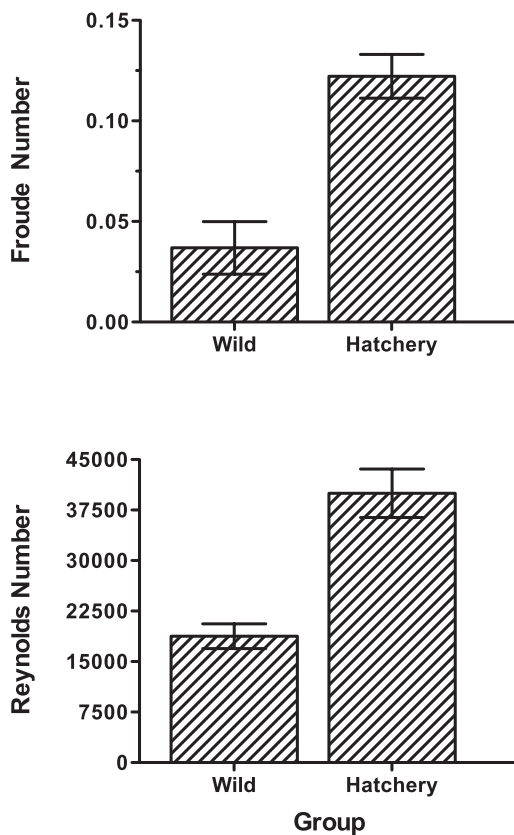 Froude Number
0.15
0.10
0.05
0.00
Wild Hatchery
Reynolds Number
45000
37500
30000
22500
15000
7500
0
Wild Hatchery
Group